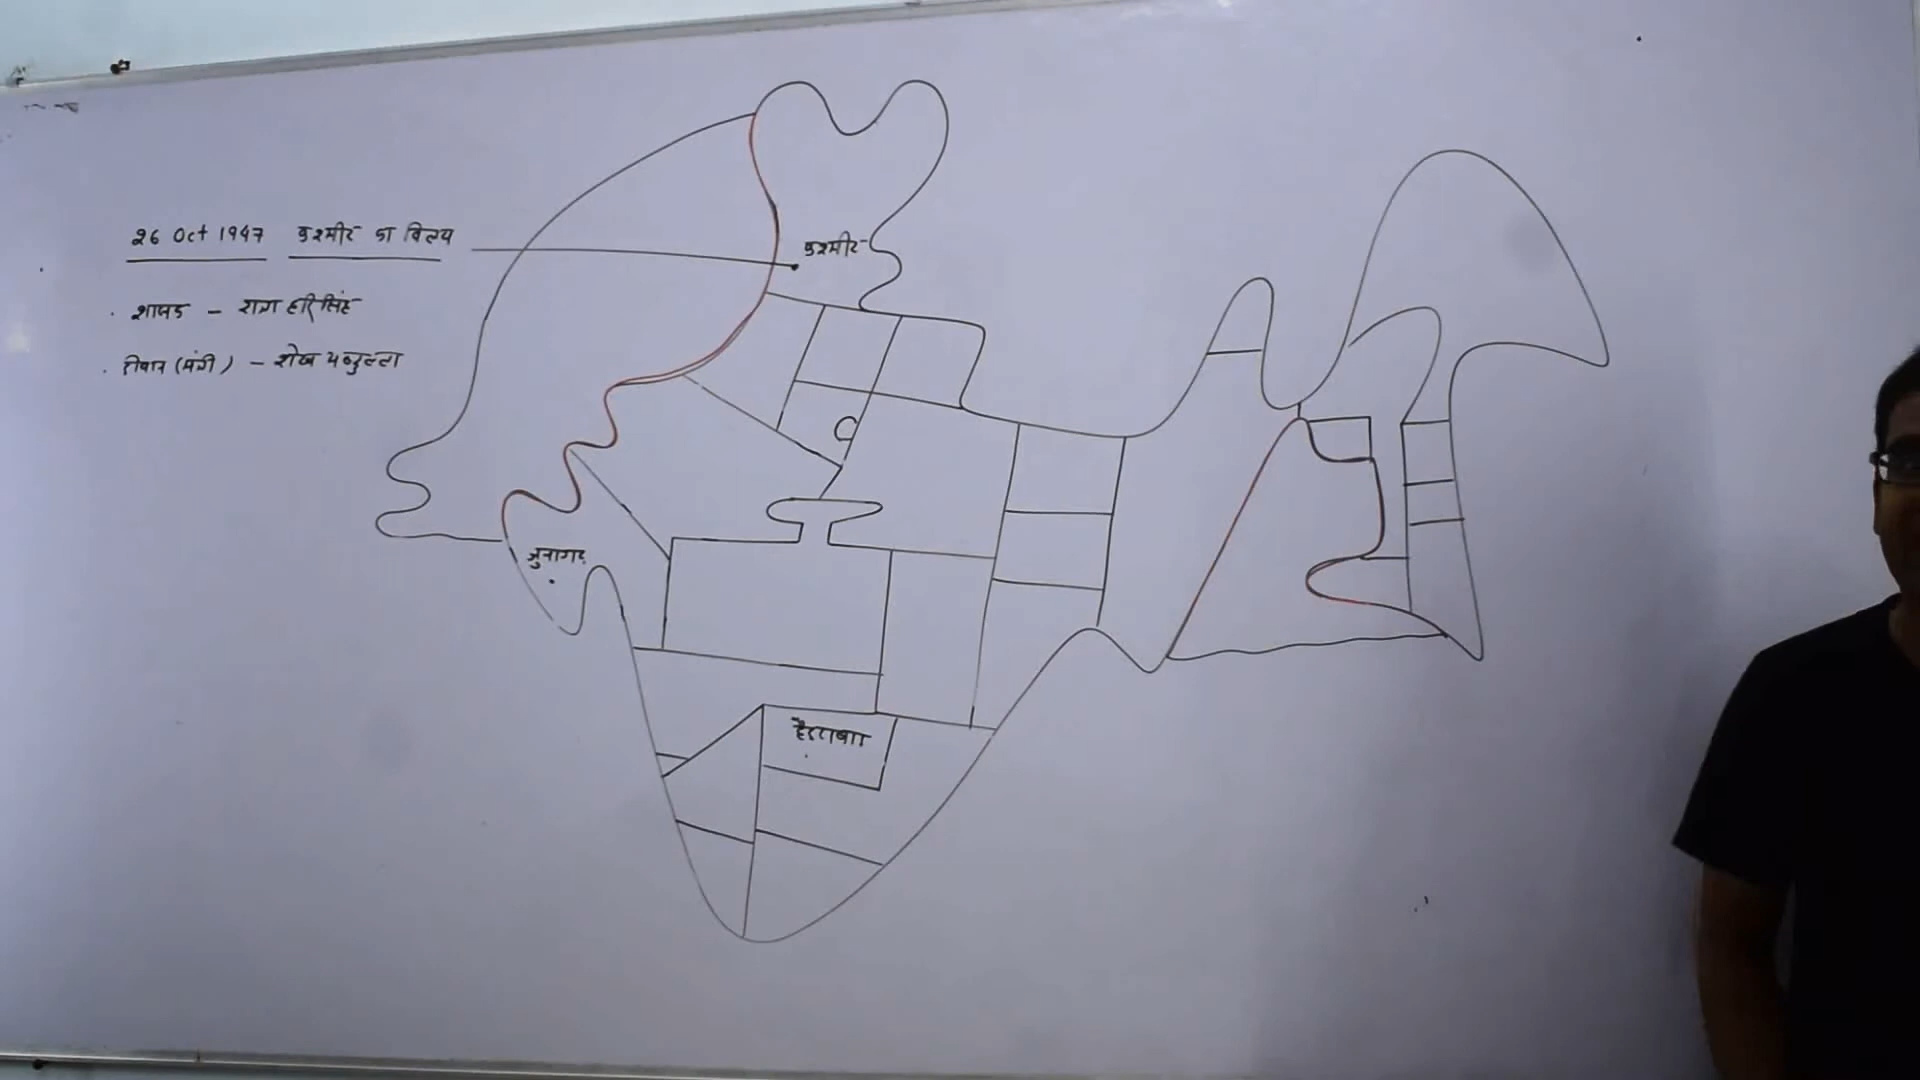 26 Oct 1947 कश्मीर का विलय
कश्मीर
· शासक - राजा हरि सिंह
· दीवान (मंत्री) - शेख अब्दुल्ला
जुनागढ़
हैदराबाद